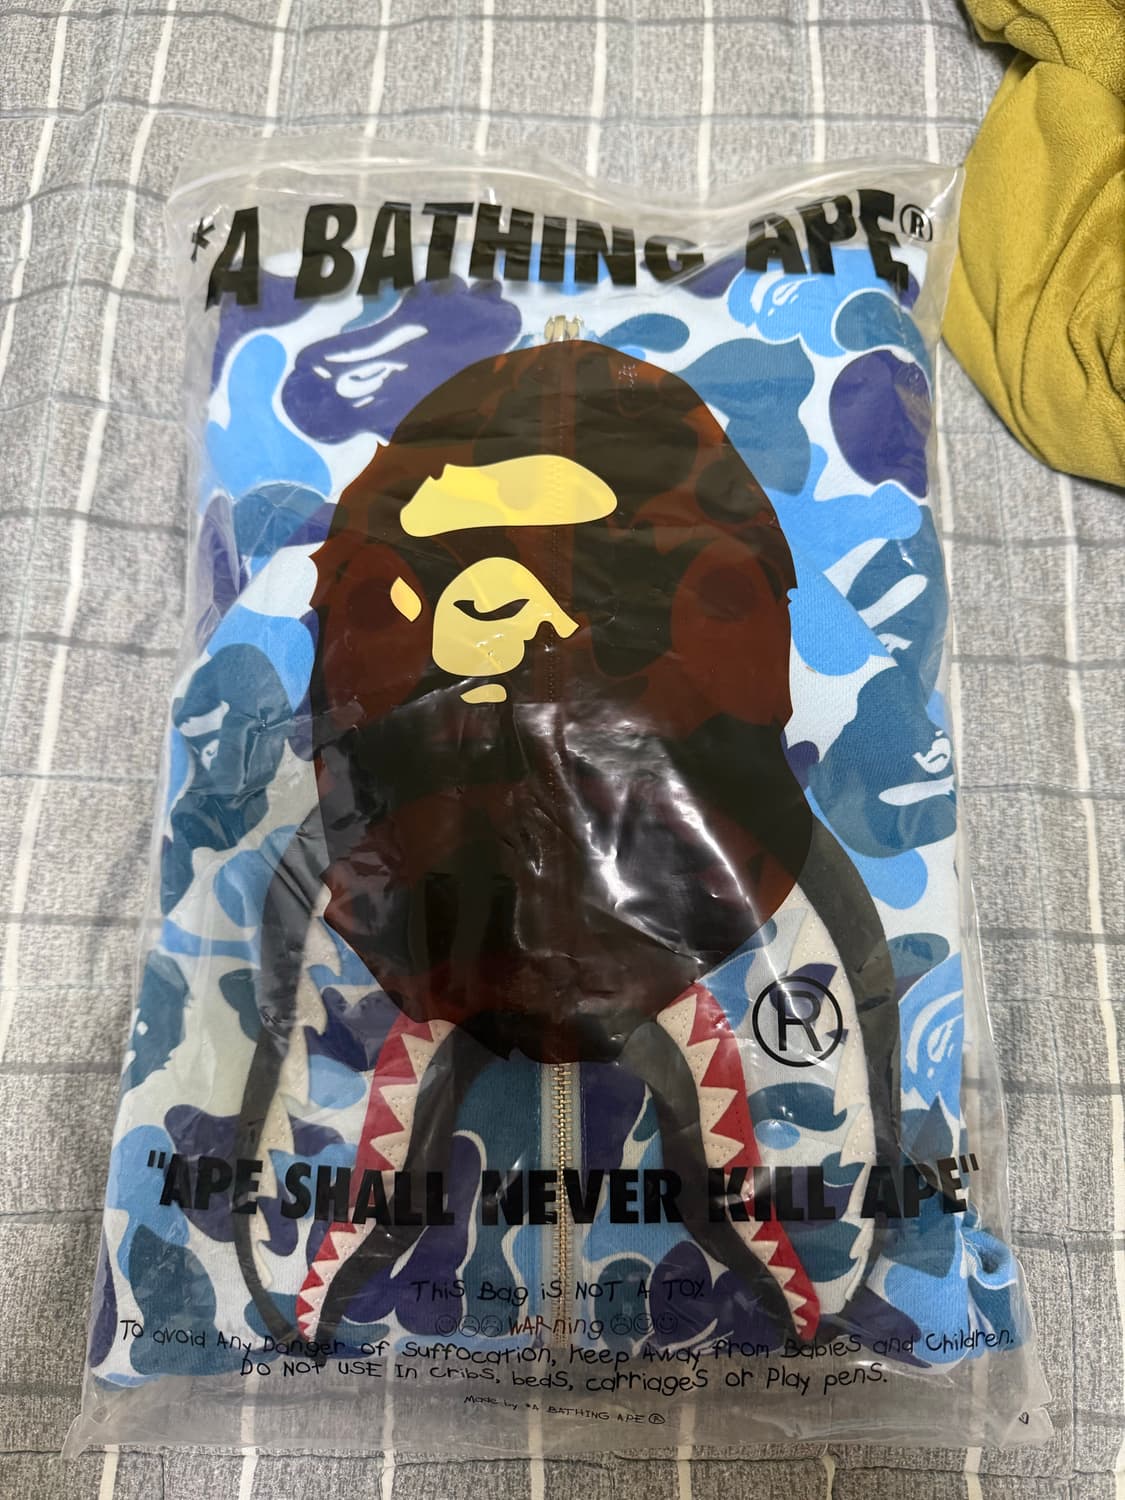 *A BATHING APE®
®
"APE SHALL NEVER KILL APE"
This Bag is NOT A TOY
WARning
To avoid Any Danger of suffocation, Keep Away From Babies and Children.
DO NOT USE In cribs, beds, carriages or Play pens.
Made by *A BATHING APE®